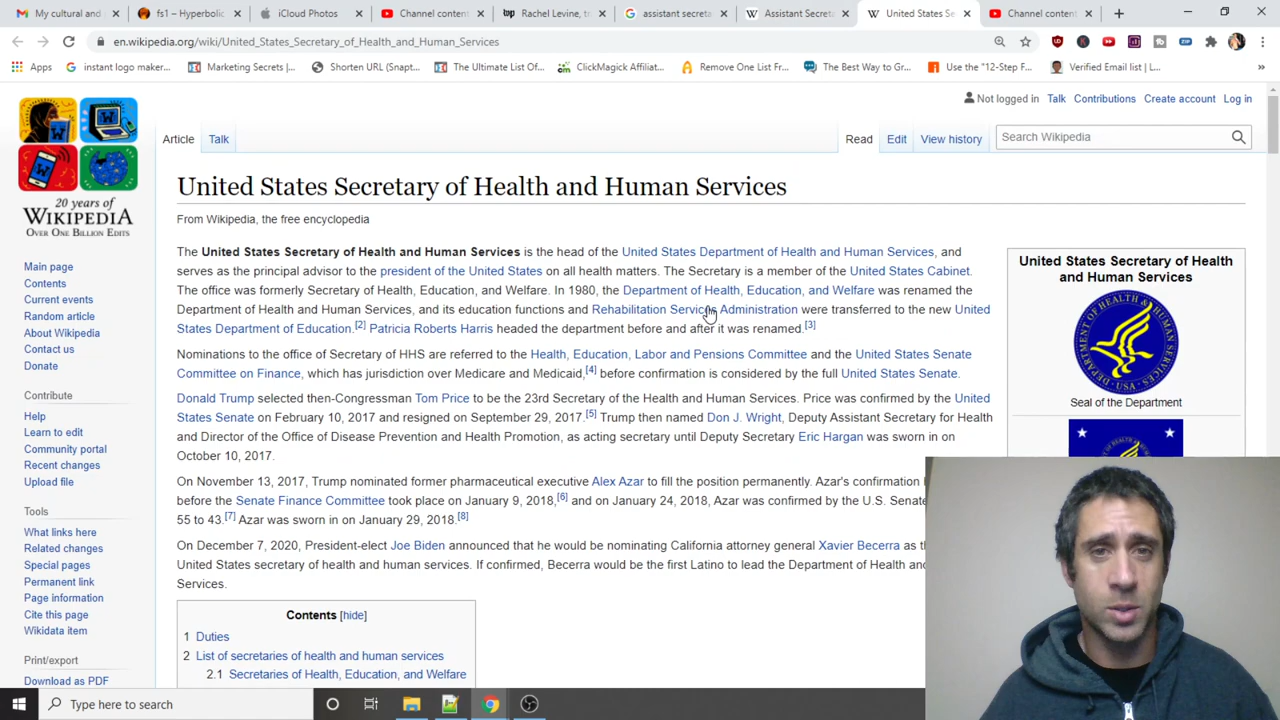 My cultural and p
fs1 – Hyperbolic
iCloud Photos
Channel content
Rachel Levine, tr
assistant secreta
Assistant Secreta
United States Se
Channel content
en.wikipedia.org/wiki/United_States_Secretary_of_Health_and_Human_Services
Apps
instant logo maker...
Marketing Secrets |...
Shorten URL (Snapt...
The Ultimate List Of...
ClickMagick Affiliat...
Remove One List Fr...
The Best Way to Gr...
Use the "12-Step F...
Verified Email list | L...
Not logged in Talk Contributions Create account Log in
Article Talk
Read Edit View history Search Wikipedia
20 years of
WIKIPEDIA
OVER ONE BILLION EDITS
Main page
Contents
Current events
Random article
About Wikipedia
Contact us
Donate
Contribute
Help
Learn to edit
Community portal
Recent changes
Upload file
Tools
What links here
Related changes
Special pages
Permanent link
Page information
Cite this page
Wikidata item
Print/export
Download as PDF
United States Secretary of Health and Human Services
From Wikipedia, the free encyclopedia
The United States Secretary of Health and Human Services is the head of the United States Department of Health and Human Services, and
serves as the principal advisor to the president of the United States on all health matters. The Secretary is a member of the United States Cabinet.
The office was formerly Secretary of Health, Education, and Welfare. In 1980, the Department of Health, Education, and Welfare was renamed the
Department of Health and Human Services, and its education functions and Rehabilitation Services Administration were transferred to the new United
States Department of Education.[2] Patricia Roberts Harris headed the department before and after it was renamed.[3]
Nominations to the office of Secretary of HHS are referred to the Health, Education, Labor and Pensions Committee and the United States Senate
Committee on Finance, which has jurisdiction over Medicare and Medicaid,[4] before confirmation is considered by the full United States Senate.
Donald Trump selected then-Congressman Tom Price to be the 23rd Secretary of the Health and Human Services. Price was confirmed by the United
States Senate on February 10, 2017 and resigned on September 29, 2017.[5] Trump then named Don J. Wright, Deputy Assistant Secretary for Health
and Director of the Office of Disease Prevention and Health Promotion, as acting secretary until Deputy Secretary Eric Hargan was sworn in on
October 10, 2017.
On November 13, 2017, Trump nominated former pharmaceutical executive Alex Azar to fill the position permanently. Azar's confirmation
before the Senate Finance Committee took place on January 9, 2018,[6] and on January 24, 2018, Azar was confirmed by the U.S. Senate
55 to 43.[7] Azar was sworn in on January 29, 2018.[8]
On December 7, 2020, President-elect Joe Biden announced that he would be nominating California attorney general Xavier Becerra as
United States secretary of health and human services. If confirmed, Becerra would be the first Latino to lead the Department of Health and
Services.
Contents [hide]
1 Duties
2 List of secretaries of health and human services
2.1 Secretaries of Health, Education, and Welfare
United States Secretary of Health
and Human Services
DEPARTMENT OF HEALTH & HUMAN SERVICES · USA
Seal of the Department
Type here to search